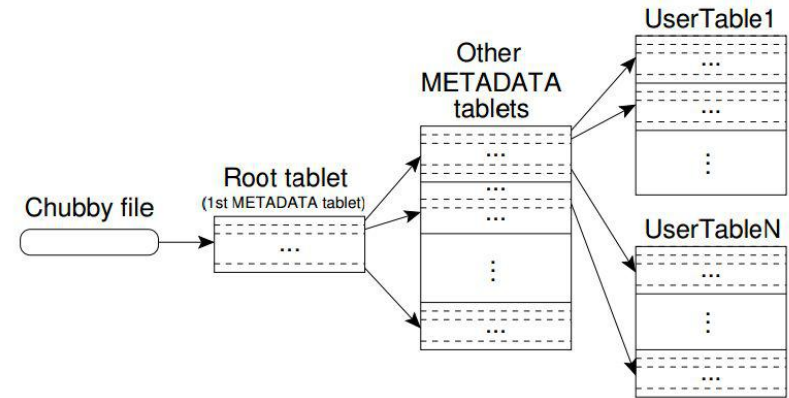 Chubby file
Root tablet
(1st METADATA tablet)
...
Other
METADATA
tablets
...
...
...
⋮
...
UserTable1
...
...
⋮
UserTableN
...
⋮
...